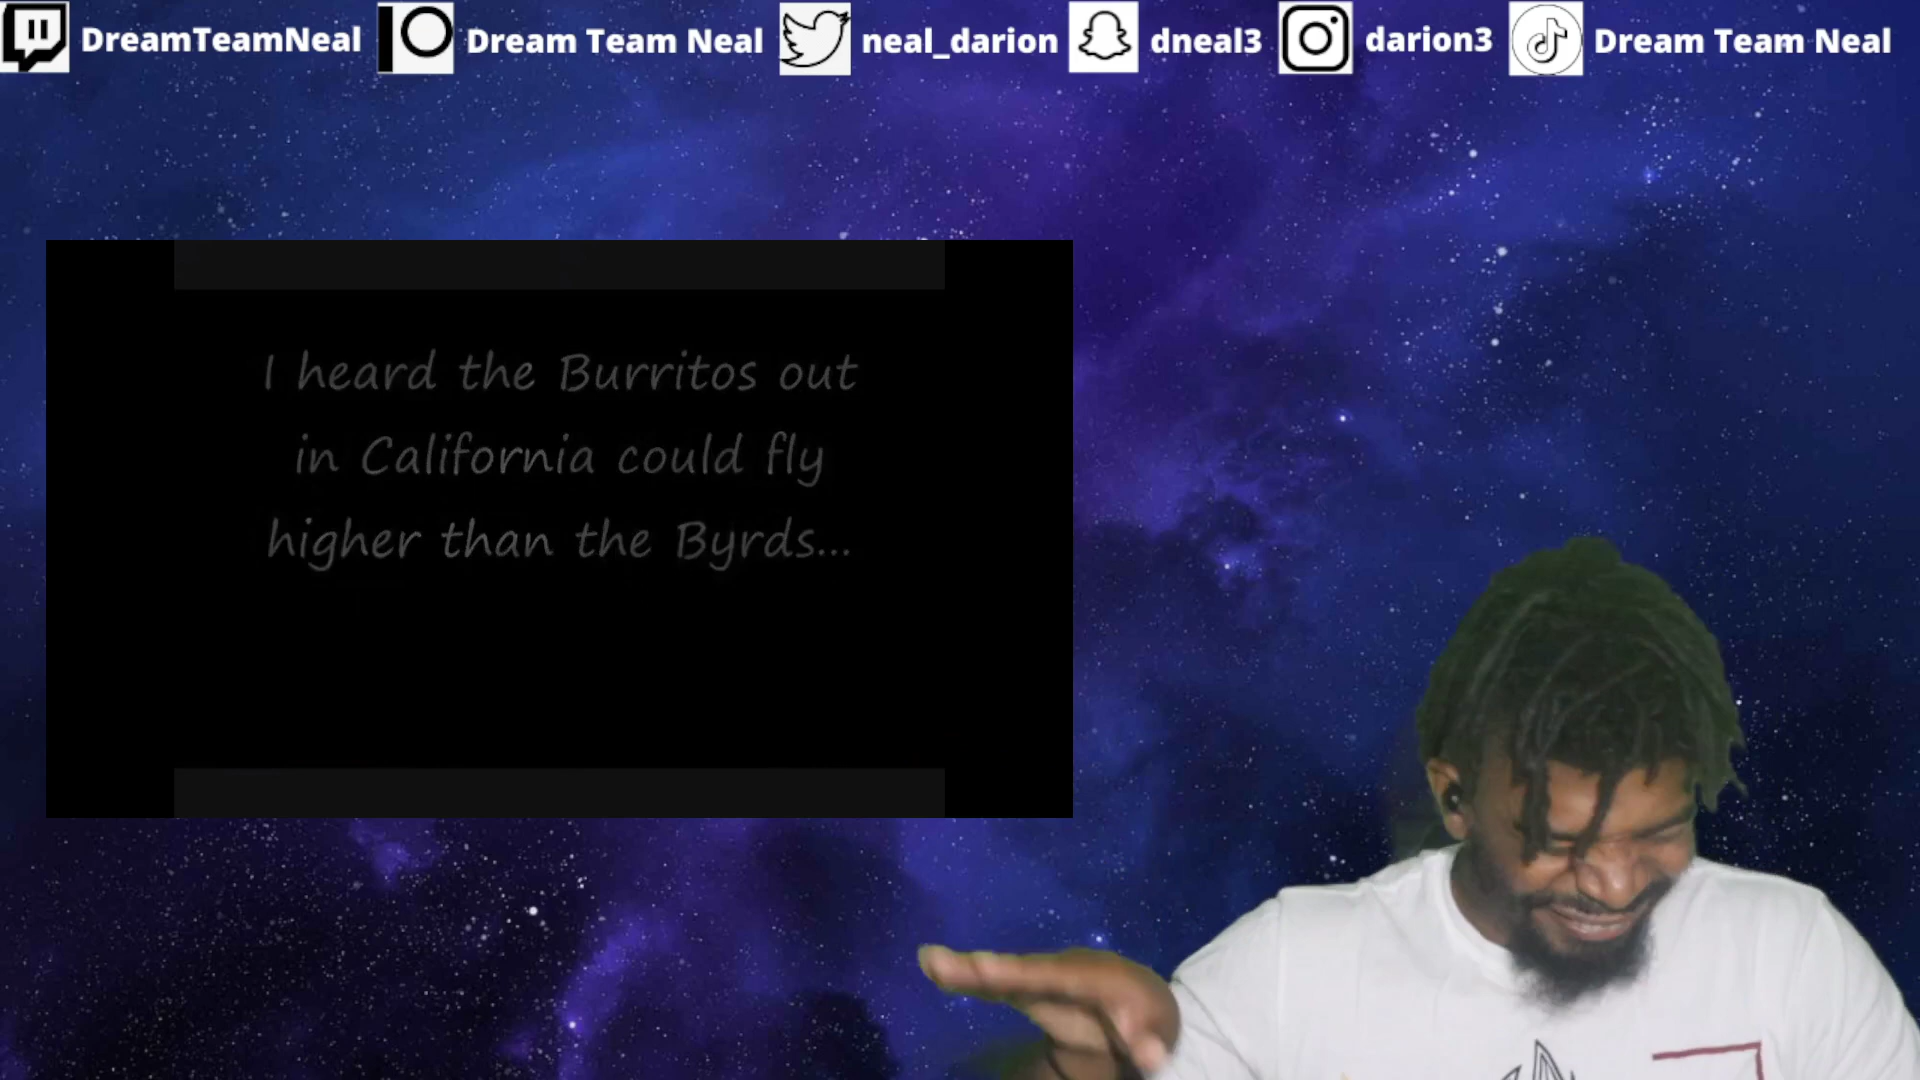 DreamTeamNeal Dream Team Neal neal_darion dneal3 darion3 Dream Team Neal
I heard the Burritos out
in California could fly
higher than the Byrds...